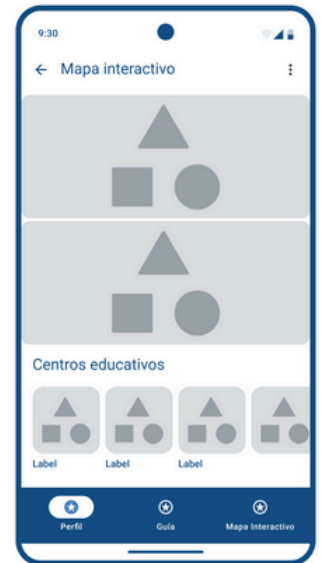 9:30
Mapa interactivo
Centros educativos
Label Label Label
Perfil Guía Mapa Interactivo